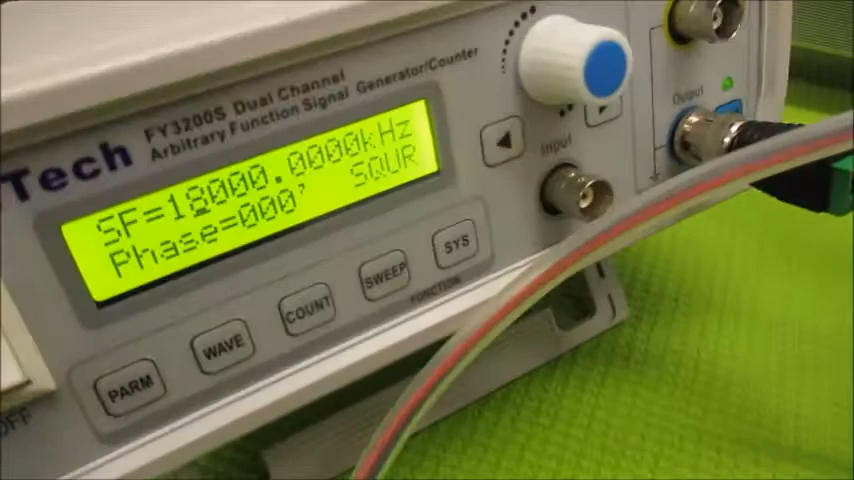 Tech
FY3200S Dual Channel
Arbitrary Function Signal Generator/Counter
SF=18000.0000kHz
Phase=000' SQUR
Input
Output
PARM
WAVE
COUNT
SWEEP
SYS
FUNCTION
OFF